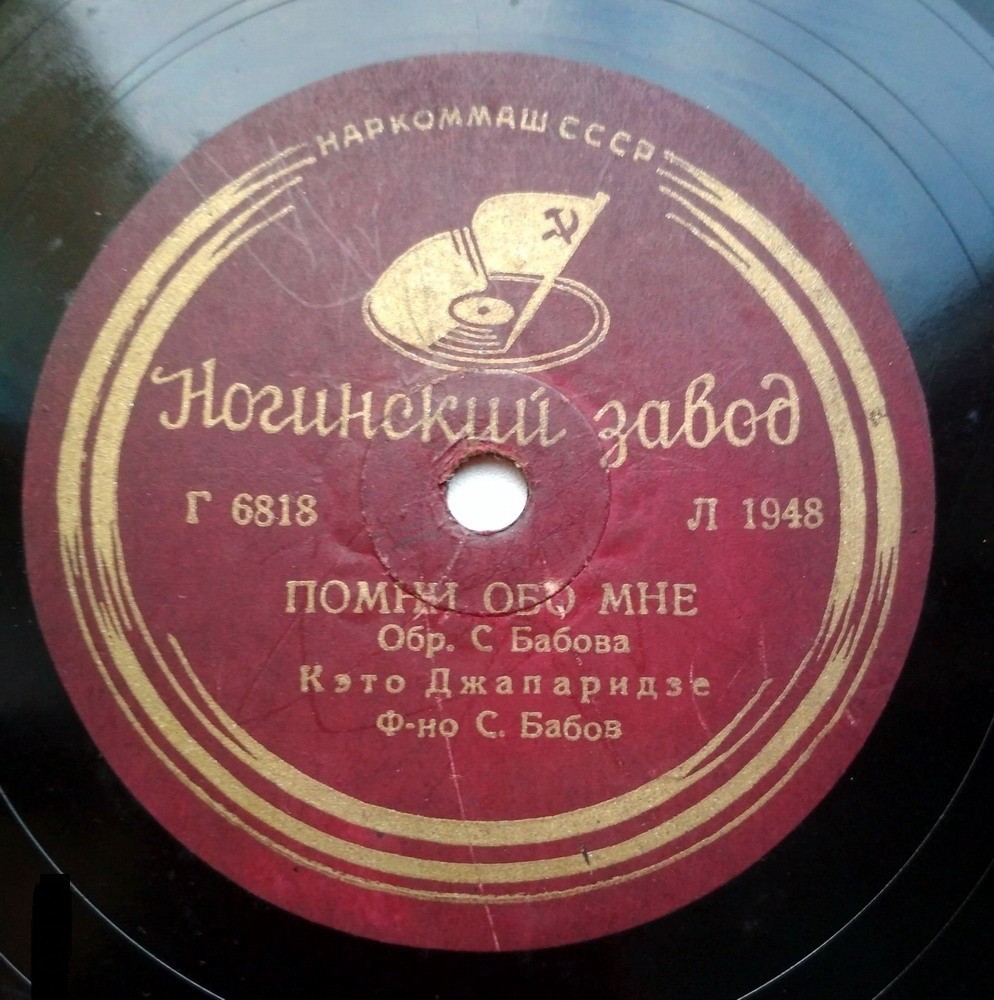 НАРКОММАШ СССР
Ногинский завод
Г 6818 Л 1948
ПОМНИ ОБО МНЕ
Обр. С Бабова
Кэто Джапаридзе
Ф-но С. Бабов